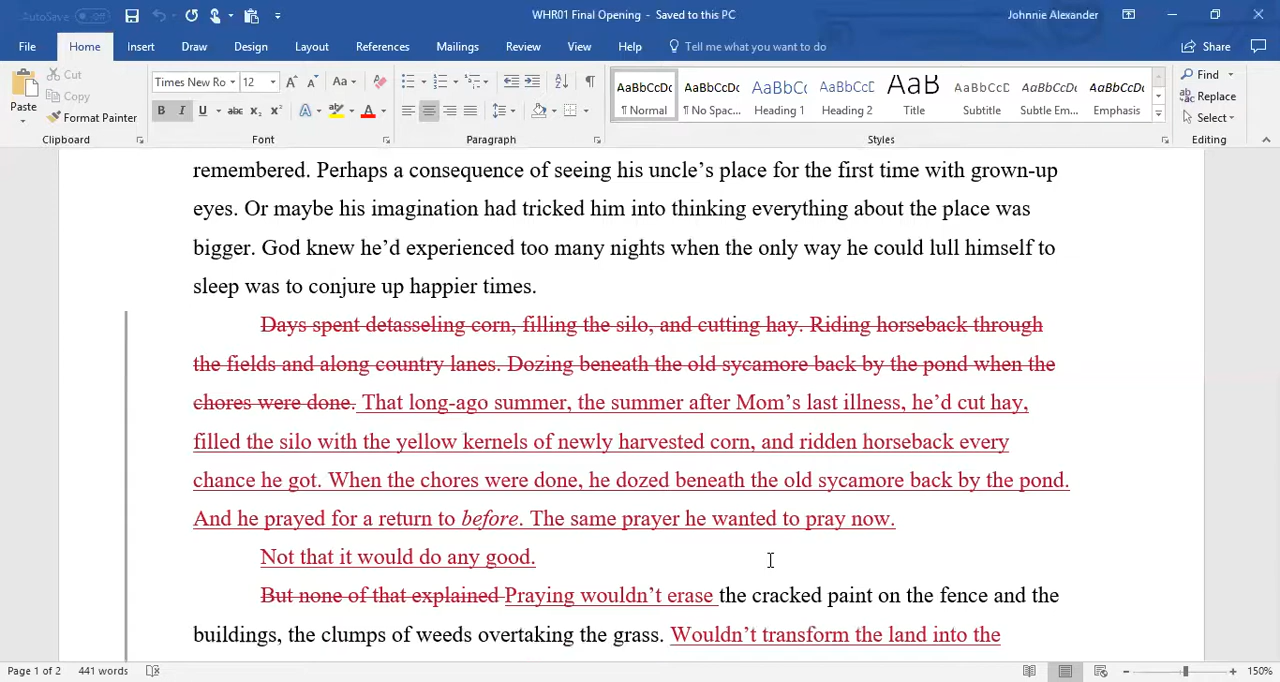 AutoSave Off WHR01 Final Opening - Saved to this PC Johnnie Alexander
File Home Insert Draw Design Layout References Mailings Review View Help Tell me what you want to do Share
Paste Cut Copy Format Painter Clipboard
Times New Ro 12 Aa B I U abc x₂ x² A A Font
Paragraph
AaBbCcDc AaBbCcDc AaBbCc AaBbCcD AaB AaBbCcD AaBbCcDc AaBbCcDc
¶ Normal ¶ No Spac... Heading 1 Heading 2 Title Subtitle Subtle Em... Emphasis
Styles
Find
Replace
Select
Editing
remembered. Perhaps a consequence of seeing his uncle’s place for the first time with grown-up
eyes. Or maybe his imagination had tricked him into thinking everything about the place was
bigger. God knew he’d experienced too many nights when the only way he could lull himself to
sleep was to conjure up happier times.
Days spent detasseling corn, filling the silo, and cutting hay. Riding horseback through
the fields and along country lanes. Dozing beneath the old sycamore back by the pond when the
chores were done. That long-ago summer, the summer after Mom’s last illness, he’d cut hay,
filled the silo with the yellow kernels of newly harvested corn, and ridden horseback every
chance he got. When the chores were done, he dozed beneath the old sycamore back by the pond.
And he prayed for a return to before. The same prayer he wanted to pray now.
Not that it would do any good.
But none of that explained Praying wouldn’t erase the cracked paint on the fence and the
buildings, the clumps of weeds overtaking the grass. Wouldn’t transform the land into the
Page 1 of 2 441 words 150%